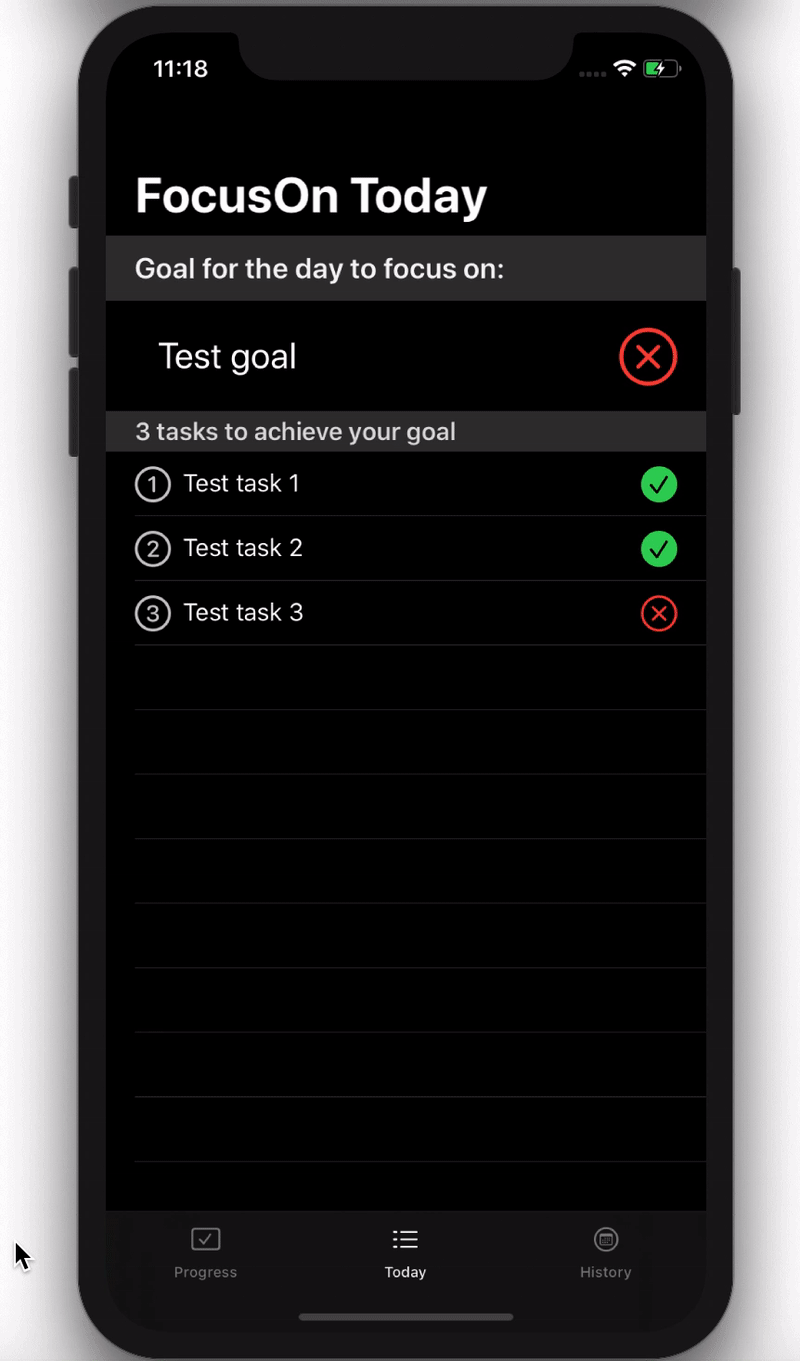 11:18
FocusOn Today
Goal for the day to focus on:
Test goal
3 tasks to achieve your goal
1 Test task 1
2 Test task 2
3 Test task 3
Progress Today History